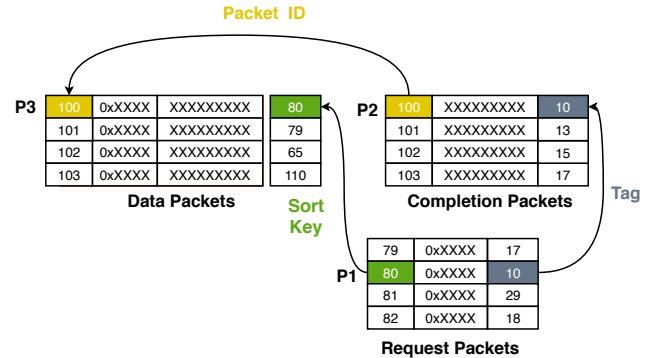 Packet ID
P3
100 0xXXXX XXXXXXXXX 80
101 0xXXXX XXXXXXXXX 79
102 0xXXXX XXXXXXXXX 65
103 0xXXXX XXXXXXXXX 110
Data Packets
Sort
Key
P2
100 XXXXXXXXX 10
101 XXXXXXXXX 13
102 XXXXXXXXX 15
103 XXXXXXXXX 17
Completion Packets
Tag
P1
79 0xXXXX 17
80 0xXXXX 10
81 0xXXXX 29
82 0xXXXX 18
Request Packets